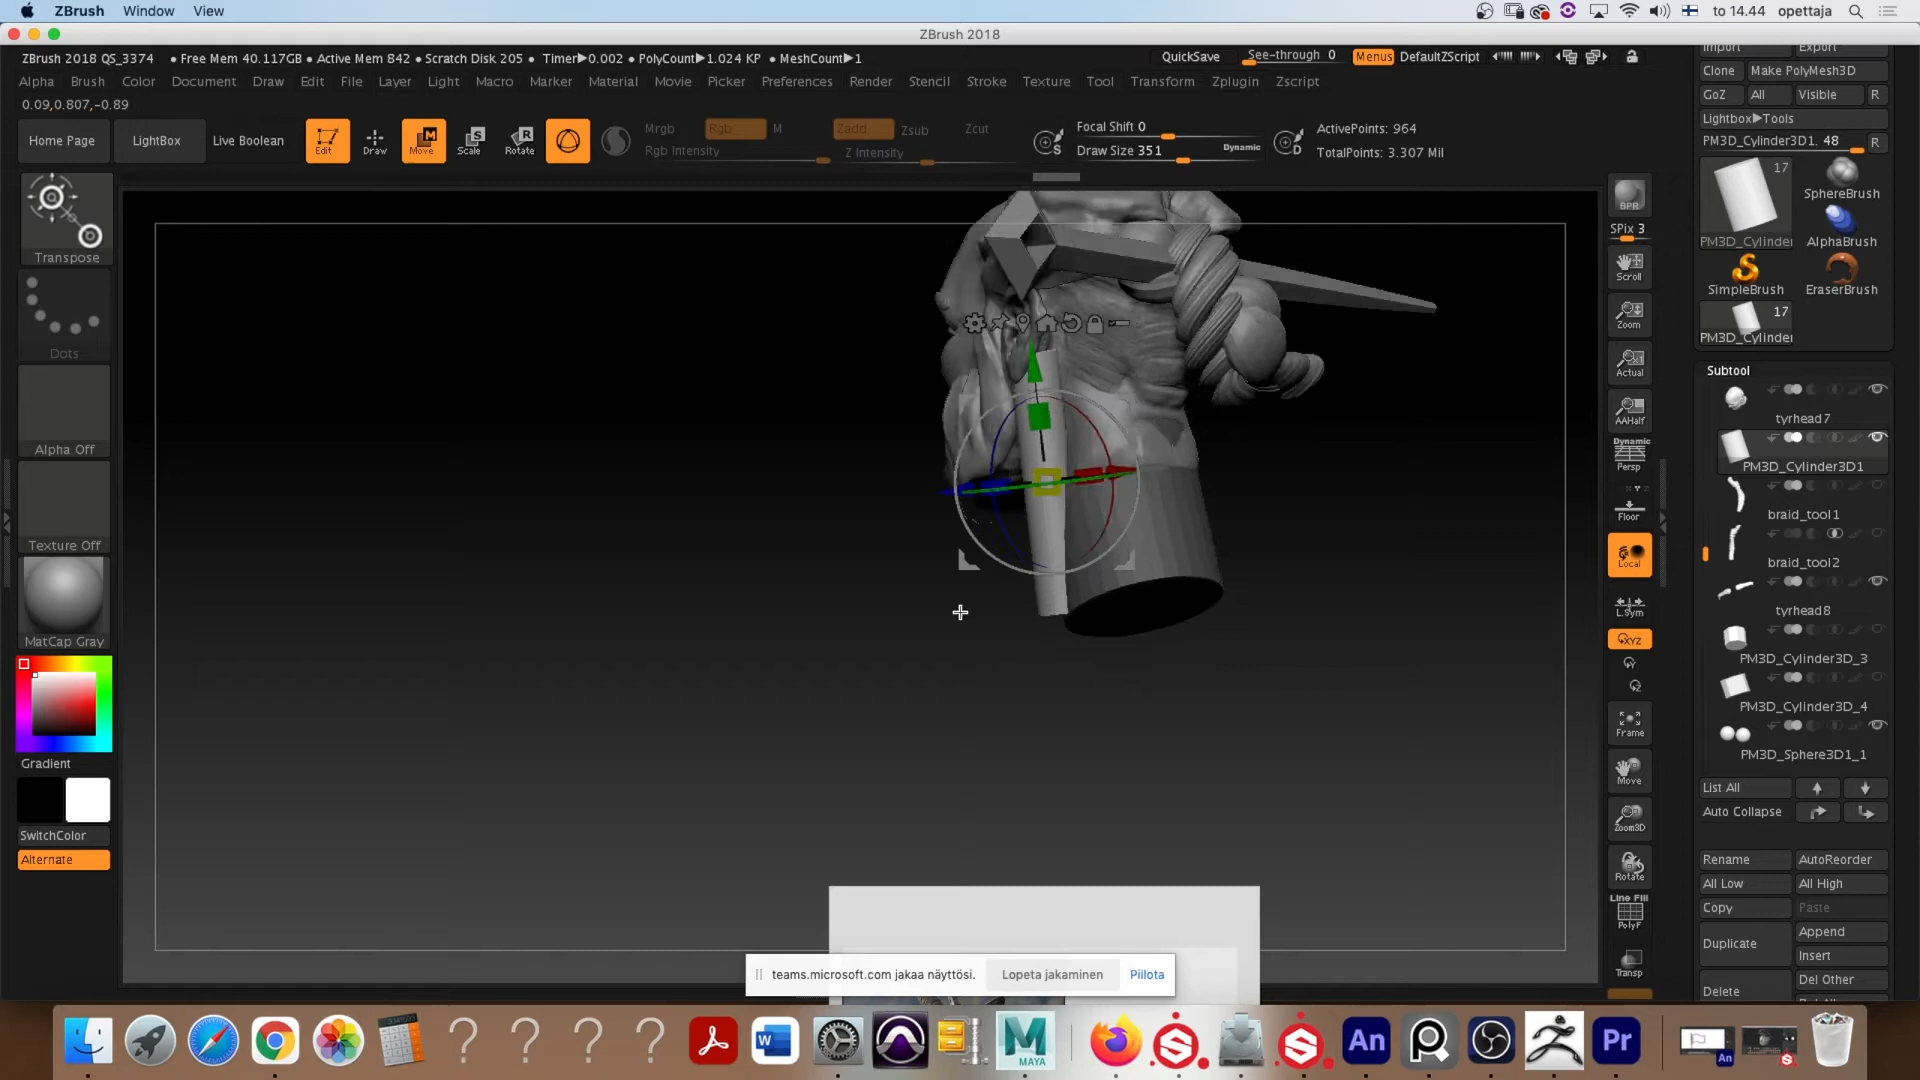 ZBrush Window View to 14.44 opettaja
ZBrush 2018
ZBrush 2018 QS_3374 • Free Mem 40.117GB • Active Mem 842 • Scratch Disk 205 • Timer▶0.002 • PolyCount▶1.024 KP • MeshCount▶1 QuickSave See-through 0 Menus DefaultZScript
Alpha Brush Color Document Draw Edit File Layer Light Macro Marker Material Movie Picker Preferences Render Stencil Stroke Texture Tool Transform Zplugin Zscript
0.09,0.807,-0.89
Home Page LightBox Live Boolean Edit Draw Move Scale Rotate
Mrgb Rgb M Zadd Zsub Zcut
Rgb Intensity Z Intensity
Focal Shift 0
Draw Size 351 Dynamic
ActivePoints: 964
TotalPoints: 3.307 Mil
Transpose
Dots
Alpha Off
Texture Off
MatCap Gray
Gradient
SwitchColor
Alternate
BPR
SPix 3
Scroll
Zoom
Actual
AAHalf
Dynamic
Persp
Floor
Local
L.Sym
XYZ
Frame
Move
Zoom3D
Rotate
Line Fill
PolyF
Transp
Import Export
Clone Make PolyMesh3D
GoZ All Visible R
Lightbox▶Tools
PM3D_Cylinder3D1. 48 R
17
SphereBrush
PM3D_Cylinder AlphaBrush
SimpleBrush EraserBrush
17
PM3D_Cylinder
Subtool
tyrhead7
PM3D_Cylinder3D1
braid_tool1
braid_tool2
tyrhead8
PM3D_Cylinder3D_3
PM3D_Cylinder3D_4
PM3D_Sphere3D1_1
List All
Auto Collapse
Rename AutoReorder
All Low All High
Copy Paste
Duplicate Append
Insert
Delete Del Other
teams.microsoft.com jakaa näyttösi. Lopeta jakaminen Piilota
W MAYA An Pr
An